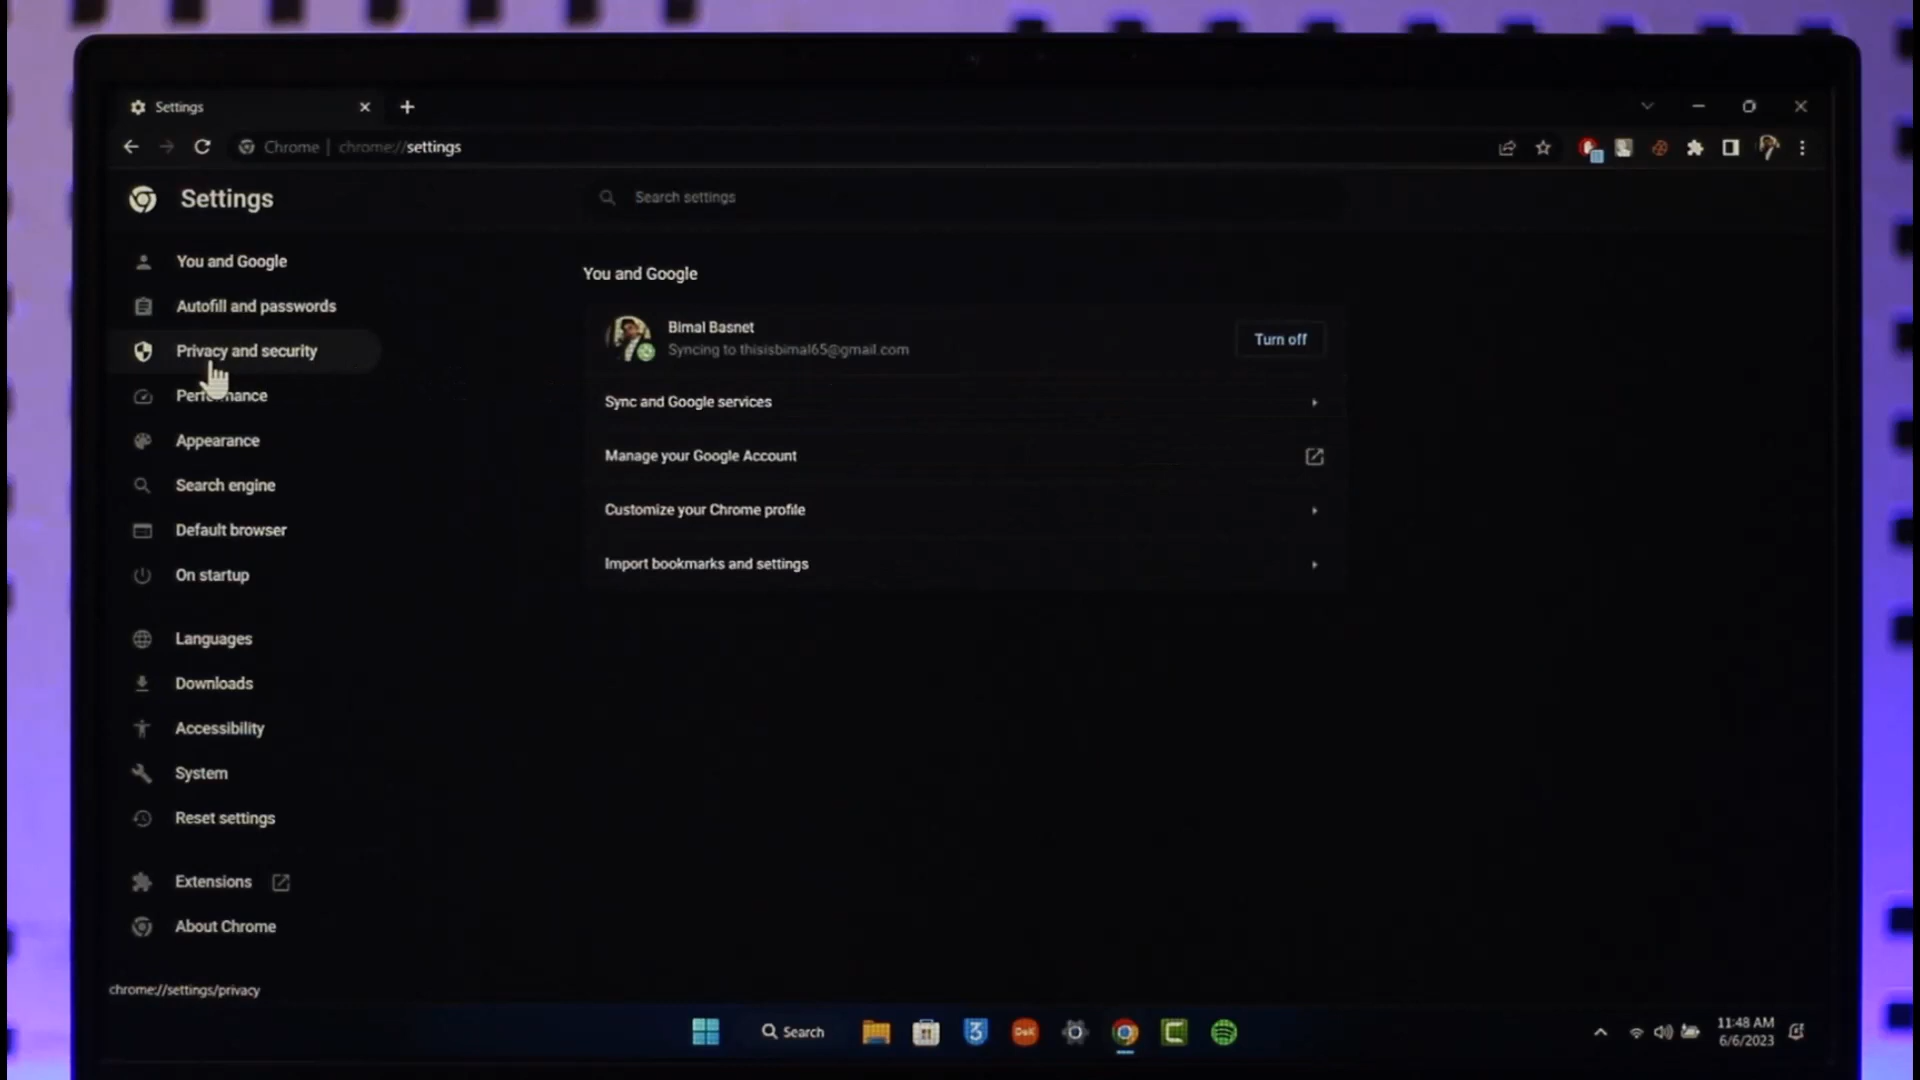 Settings
Chrome | chrome://settings
Settings
Search settings
You and Google
Autofill and passwords
Privacy and security
Performance
Appearance
Search engine
Default browser
On startup
Languages
Downloads
Accessibility
System
Reset settings
Extensions
About Chrome
You and Google
Bimal Basnet
Syncing to thisisbimal65@gmail.com
Turn off
Sync and Google services
Manage your Google Account
Customize your Chrome profile
Import bookmarks and settings
chrome://settings/privacy
Search
3
DeK
11:48 AM
6/6/2023